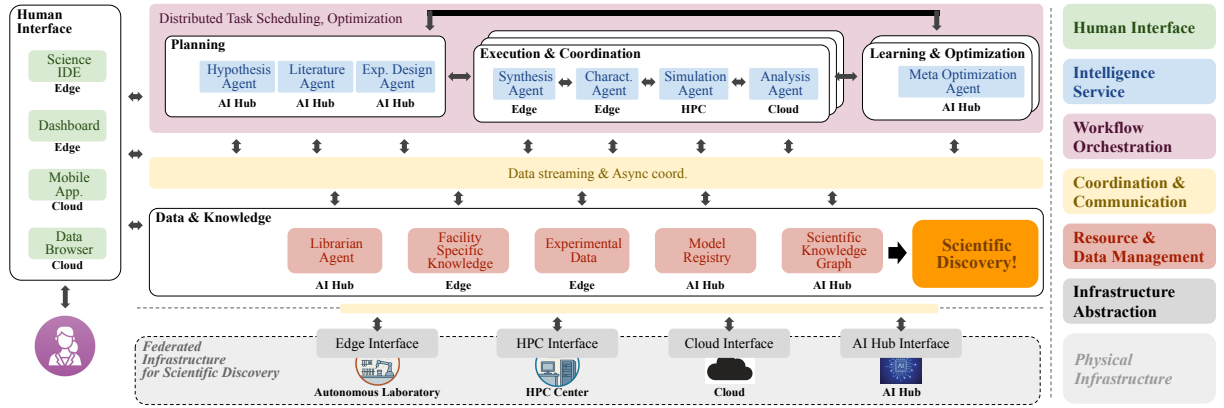 Human
Interface
Science
IDE
Edge
Dashboard
Edge
Mobile
App.
Cloud
Data
Browser
Cloud
Distributed Task Scheduling, Optimization
Planning
Hypothesis
Agent
AI Hub
Literature
Agent
AI Hub
Exp. Design
Agent
AI Hub
Execution & Coordination
Synthesis
Agent
Edge
Charact.
Agent
Edge
Simulation
Agent
HPC
Analysis
Agent
Cloud
Learning & Optimization
Meta Optimization
Agent
AI Hub
Data streaming & Async coord.
Data & Knowledge
Librarian
Agent
AI Hub
Facility
Specific
Knowledge
Edge
Experimental
Data
Edge
Model
Registry
AI Hub
Scientific
Knowledge
Graph
AI Hub
Scientific
Discovery!
Federated
Infrastructure
for Scientific Discovery
Edge Interface
Autonomous Laboratory
HPC Interface
HPC Center
Cloud Interface
Cloud
AI Hub Interface
AI
AI Hub
Human Interface
Intelligence
Service
Workflow
Orchestration
Coordination &
Communication
Resource &
Data Management
Infrastructure
Abstraction
Physical
Infrastructure